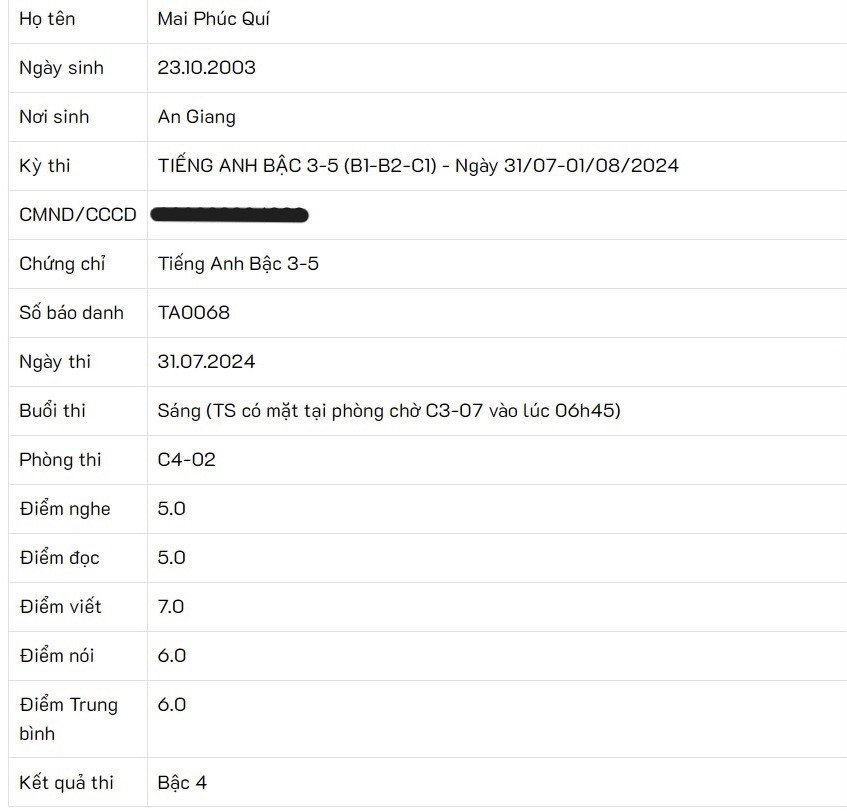 Họ tên Mai Phúc Quí
Ngày sinh 23.10.2003
Nơi sinh An Giang
Kỳ thi TIẾNG ANH BẬC 3-5 (B1-B2-C1) - Ngày 31/07-01/08/2024
CMND/CCCD
Chứng chỉ Tiếng Anh Bậc 3-5
Số báo danh TA0068
Ngày thi 31.07.2024
Buổi thi Sáng (TS có mặt tại phòng chờ C3-07 vào lúc 06h45)
Phòng thi C4-02
Điểm nghe 5.0
Điểm đọc 5.0
Điểm viết 7.0
Điểm nói 6.0
Điểm Trung 6.0
bình
Kết quả thi Bậc 4